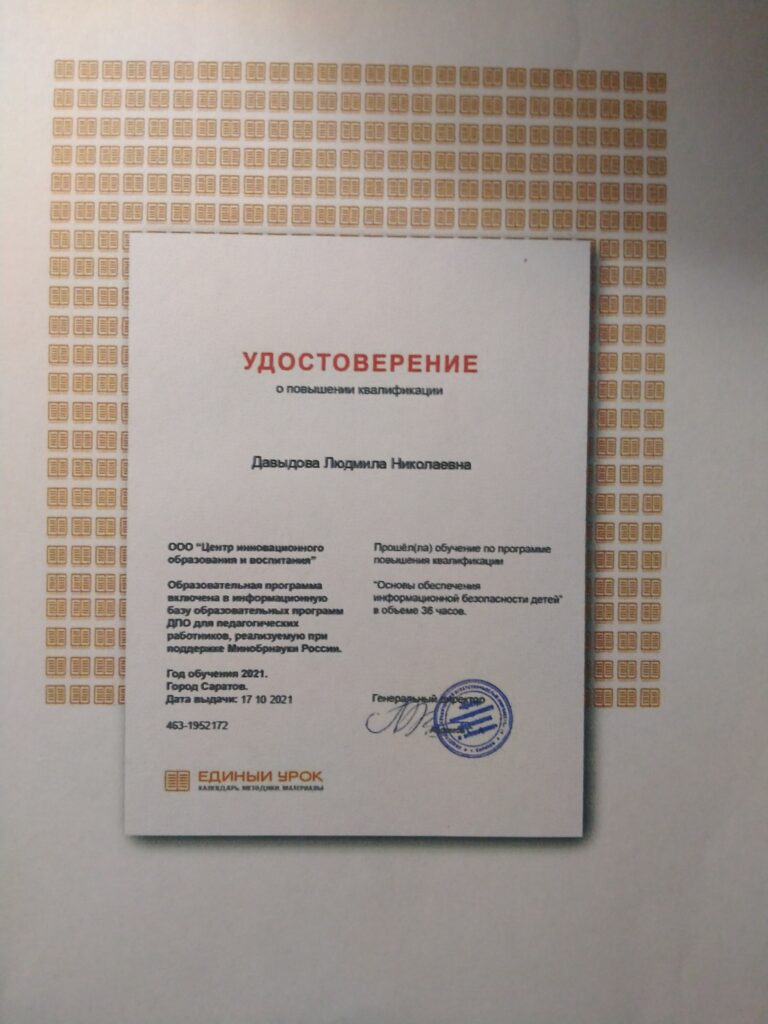 УДОСТОВЕРЕНИЕ
о повышении квалификации
Давыдова Людмила Николаевна
ООО "Центр инновационного
образования и воспитания"
Образовательная программа
включена в информационную
базу образовательных программ
ДПО для педагогических
работников, реализуемую при
поддержке Минобрнауки России.
Год обучения 2021.
Город Саратов.
Дата выдачи: 17 10 2021
463-1952172
Прошёл(ла) обучение по программе
повышения квалификации
"Основы обеспечения
информационной безопасности детей"
в объеме 36 часов.
Генеральный директор
ЕДИНЫЙ УРОК
КАЛЕНДАРЬ, МЕТОДИКИ, МАТЕРИАЛЫ